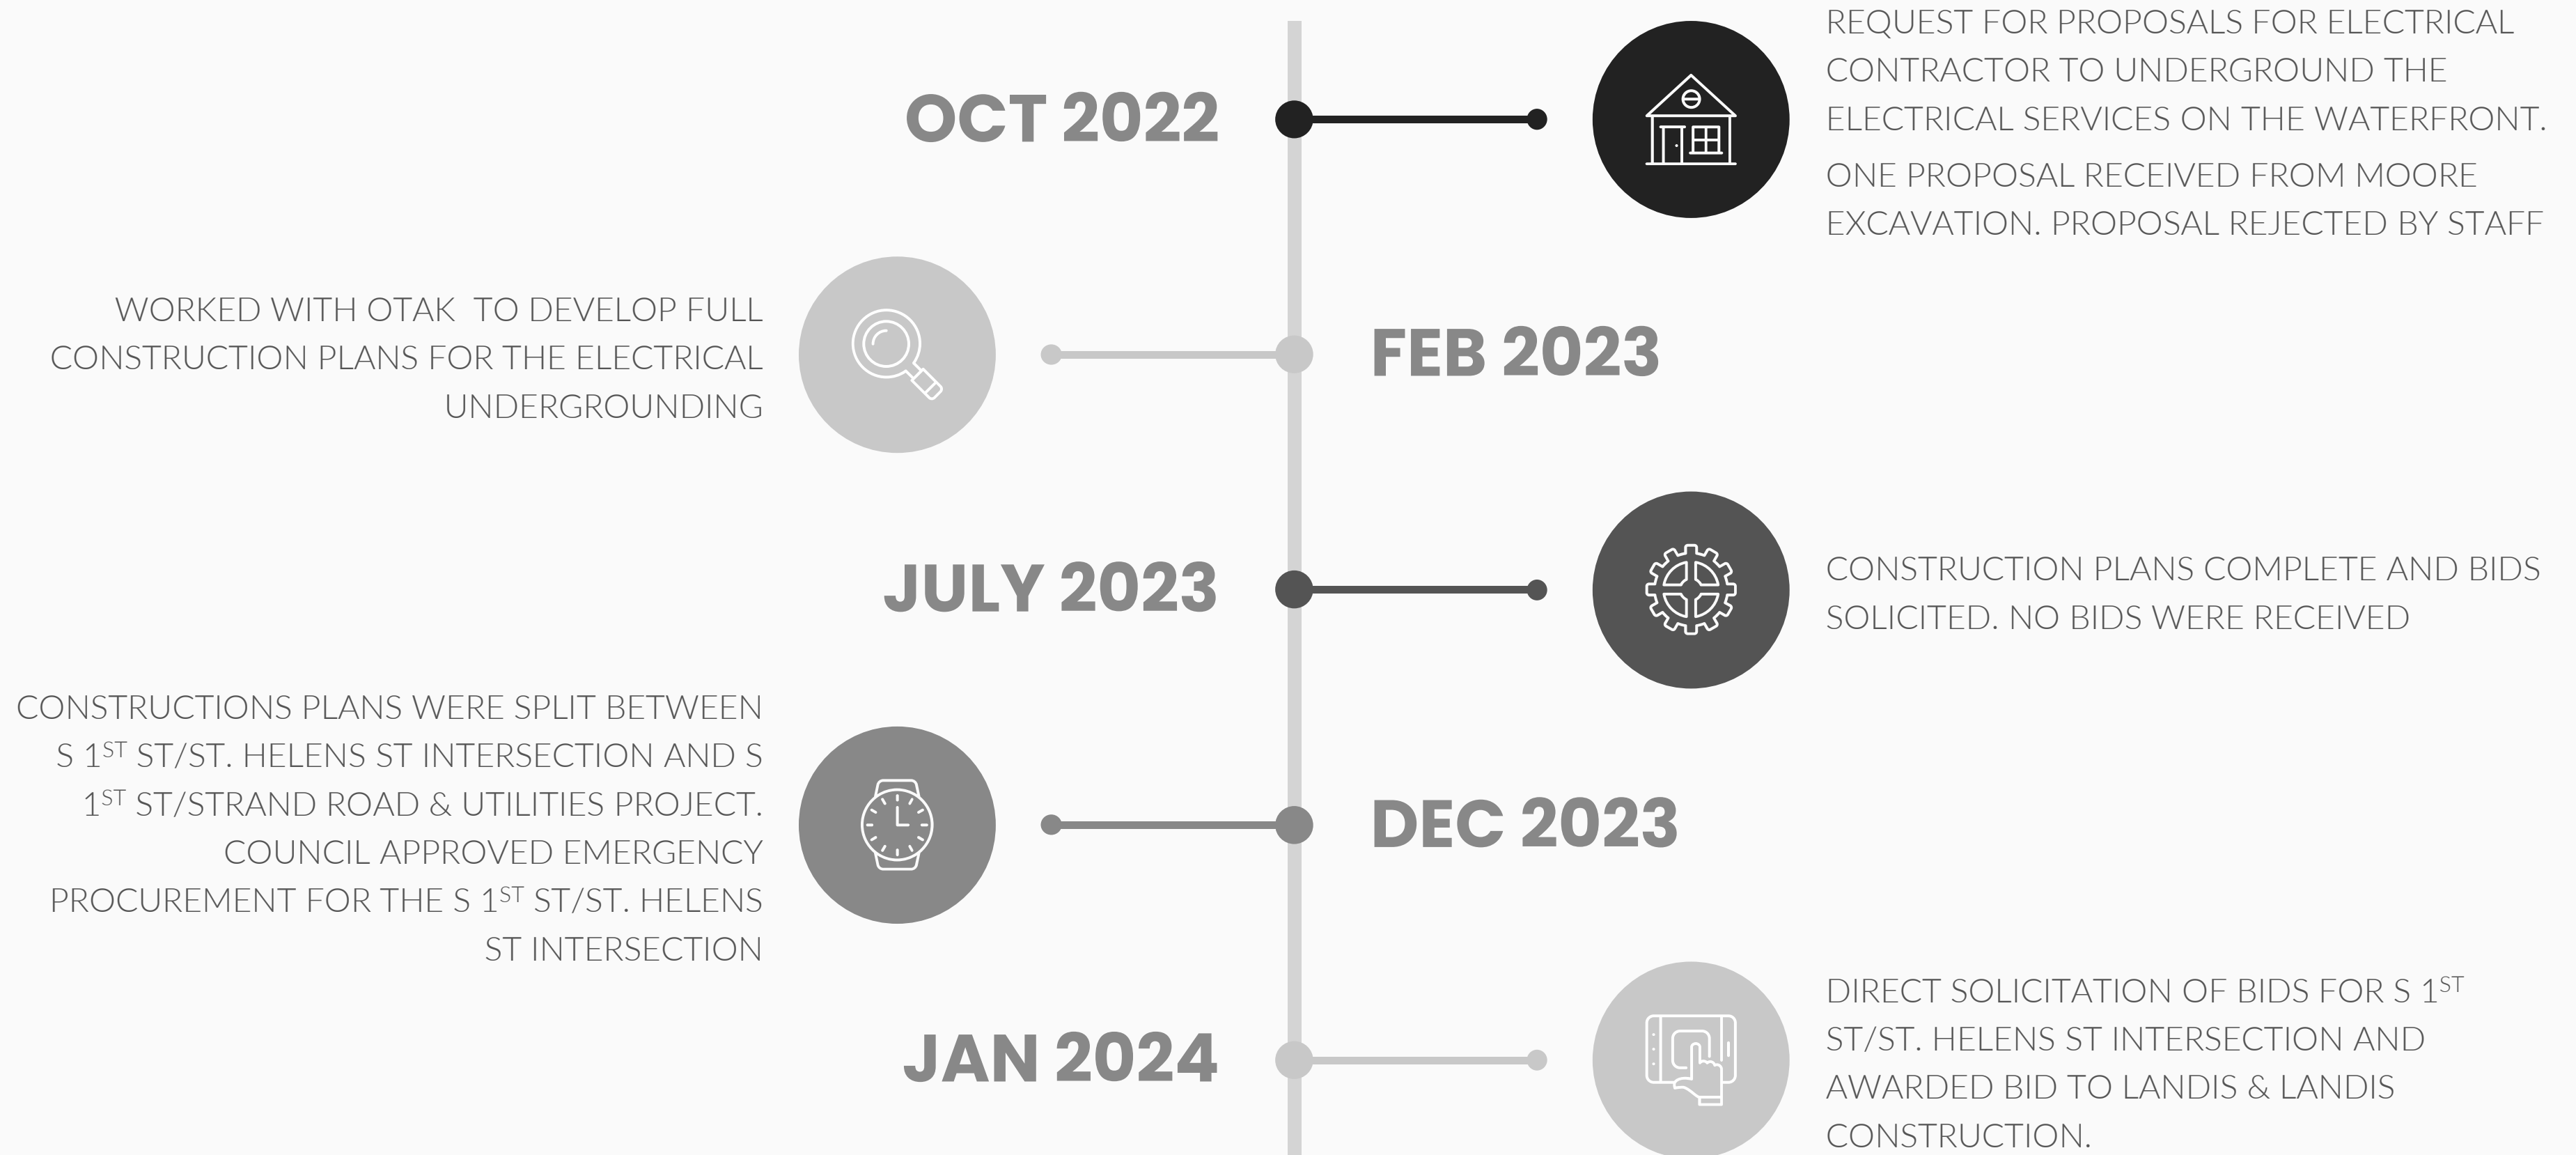 OCT 2022
REQUEST FOR PROPOSALS FOR ELECTRICAL
CONTRACTOR TO UNDERGROUND THE
ELECTRICAL SERVICES ON THE WATERFRONT.
ONE PROPOSAL RECEIVED FROM MOORE
EXCAVATION. PROPOSAL REJECTED BY STAFF
FEB 2023
WORKED WITH OTAK  TO DEVELOP FULL
CONSTRUCTION PLANS FOR THE ELECTRICAL
UNDERGROUNDING
JULY 2023
CONSTRUCTION PLANS COMPLETE AND BIDS
SOLICITED. NO BIDS WERE RECEIVED
DEC 2023
CONSTRUCTIONS PLANS WERE SPLIT BETWEEN
S 1ST ST/ST. HELENS ST INTERSECTION AND S
1ST ST/STRAND ROAD & UTILITIES PROJECT.
COUNCIL APPROVED EMERGENCY
PROCUREMENT FOR THE S 1ST ST/ST. HELENS
ST INTERSECTION
JAN 2024
DIRECT SOLICITATION OF BIDS FOR S 1ST
ST/ST. HELENS ST INTERSECTION AND
AWARDED BID TO LANDIS & LANDIS
CONSTRUCTION.